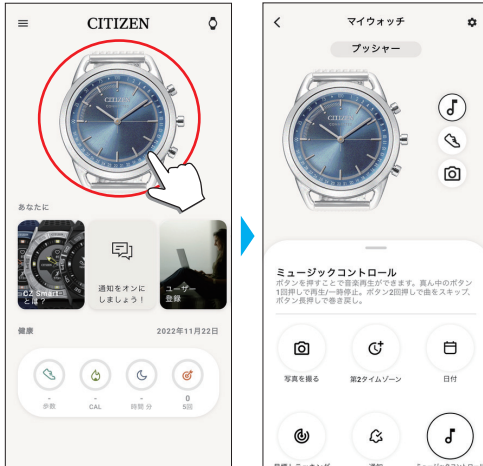 CITIZEN
CITIZEN
あなたに
CZ Smart
とは?
通知をオンに
しましょう!
ユーザー
登録
健康
2022年11月22日
-
歩数
-
CAL
-
時間 分
0
5回
マイウォッチ
プッシャー
CITIZEN
ミュージックコントロール
ボタンを押すことで音楽再生ができます。真ん中のボタン
1回押しで再生/一時停止。ボタン2回押しで曲をスキップ、
ボタン長押しで巻き戻し。
写真を撮る
第2タイムゾーン
日付
通知
ミュージックコントロール